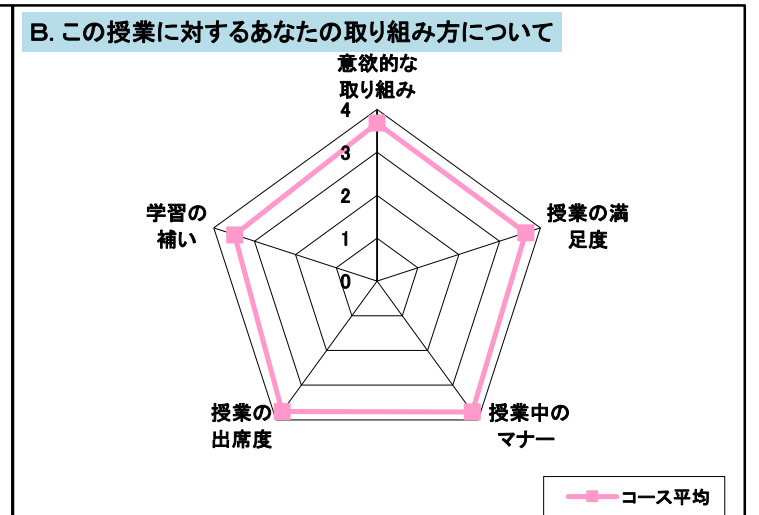 B. この授業に対するあなたの取り組み方について
意欲的な
取り組み
4
3
2
1
0
授業の満
足度
授業中の
マナー
授業の
出席度
学習の
補い
コース平均